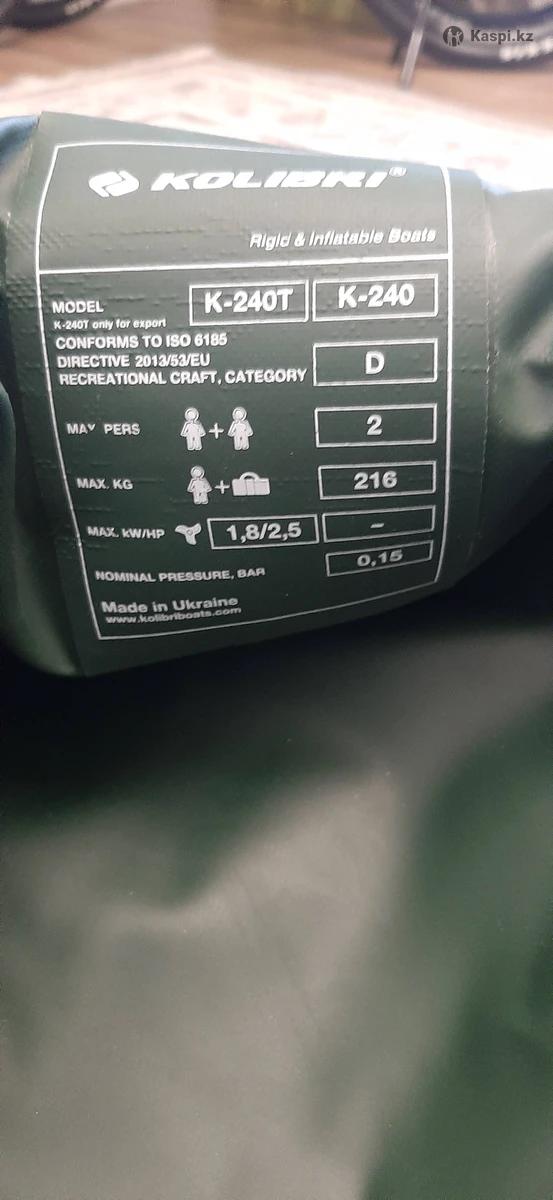 Kaspi.kz
KOLIBRI®
Rigid & Inflatable Boats
MODEL K-240T K-240
K-240T only for export
CONFORMS TO ISO 6185
DIRECTIVE 2013/53/EU
RECREATIONAL CRAFT, CATEGORY D
MAX PERS + 2
MAX. KG + 216
MAX. kW/HP 1,8/2,5 –
NOMINAL PRESSURE, BAR 0,15
Made in Ukraine
www.kolibriboats.com